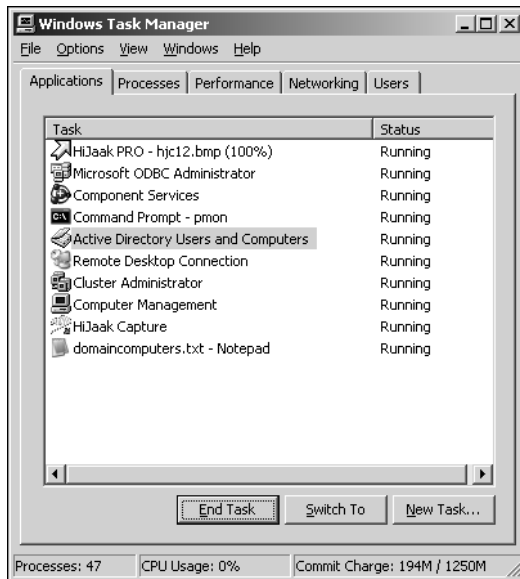 Windows Task Manager
File Options View Windows Help
Applications Processes Performance Networking Users
Task Status
HiJaak PRO - hjc12.bmp (100%) Running
Microsoft ODBC Administrator Running
Component Services Running
C:\ Command Prompt - pmon Running
Active Directory Users and Computers Running
Remote Desktop Connection Running
Cluster Administrator Running
Computer Management Running
HiJaak Capture Running
domaincomputers.txt - Notepad Running
End Task Switch To New Task...
Processes: 47 CPU Usage: 0% Commit Charge: 194M / 1250M